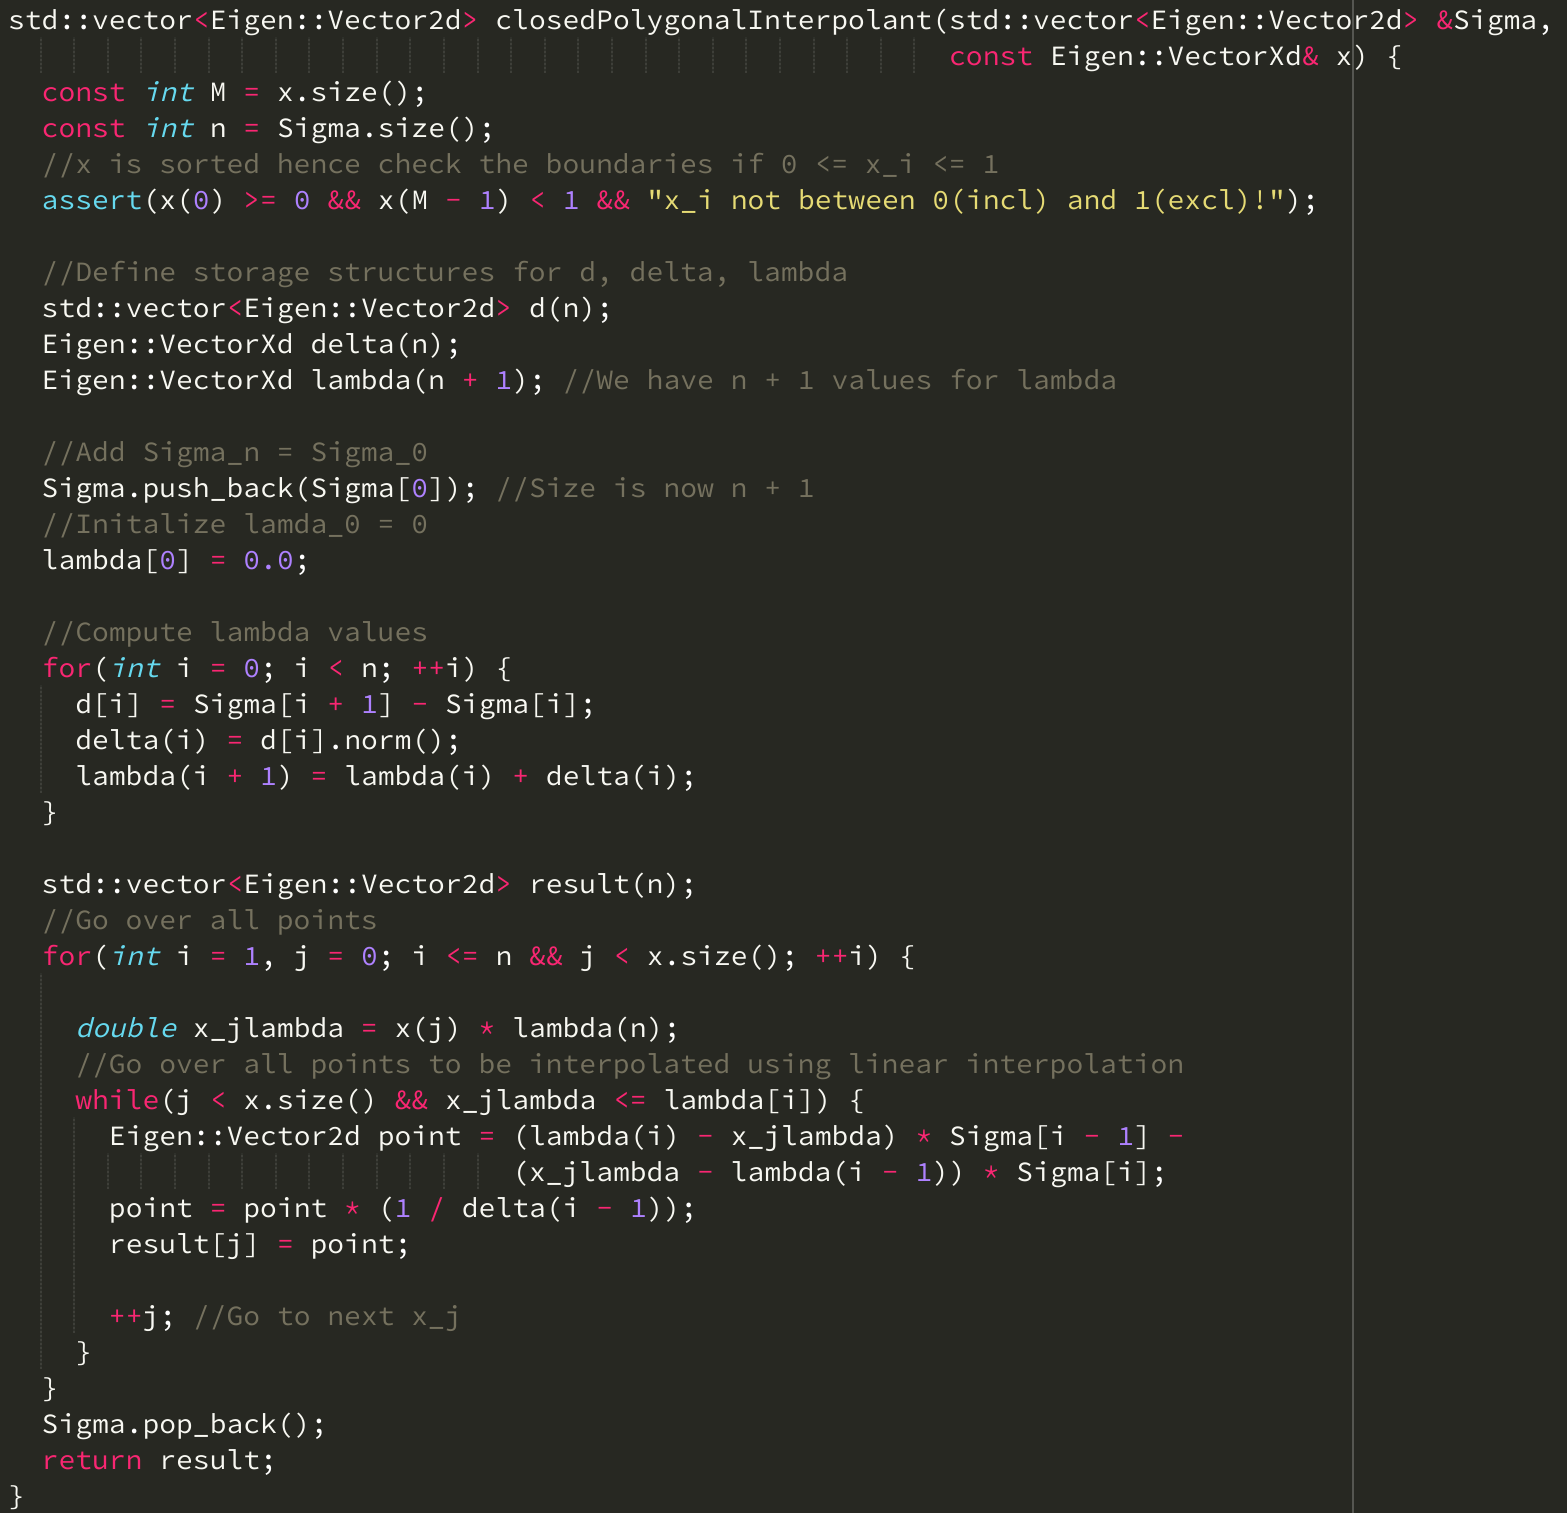 std::vector<Eigen::Vector2d> closedPolygonalInterpolant(std::vector<Eigen::Vector2d> &Sigma,
const Eigen::VectorXd& x) {
const int M = x.size();
const int n = Sigma.size();
//x is sorted hence check the boundaries if 0 <= x_i <= 1
assert(x(0) >= 0 && x(M - 1) < 1 && "x_i not between 0(incl) and 1(excl)!");
//Define storage structures for d, delta, lambda
std::vector<Eigen::Vector2d> d(n);
Eigen::VectorXd delta(n);
Eigen::VectorXd lambda(n + 1); //We have n + 1 values for lambda
//Add Sigma_n = Sigma_0
Sigma.push_back(Sigma[0]); //Size is now n + 1
//Initalize lamda_0 = 0
lambda[0] = 0.0;
//Compute lambda values
for(int i = 0; i < n; ++i) {
d[i] = Sigma[i + 1] - Sigma[i];
delta(i) = d[i].norm();
lambda(i + 1) = lambda(i) + delta(i);
}
std::vector<Eigen::Vector2d> result(n);
//Go over all points
for(int i = 1, j = 0; i <= n && j < x.size(); ++i) {
double x_jlambda = x(j) * lambda(n);
//Go over all points to be interpolated using linear interpolation
while(j < x.size() && x_jlambda <= lambda[i]) {
Eigen::Vector2d point = (lambda(i) - x_jlambda) * Sigma[i - 1] -
(x_jlambda - lambda(i - 1)) * Sigma[i];
point = point * (1 / delta(i - 1));
result[j] = point;
++j; //Go to next x_j
}
}
Sigma.pop_back();
return result;
}